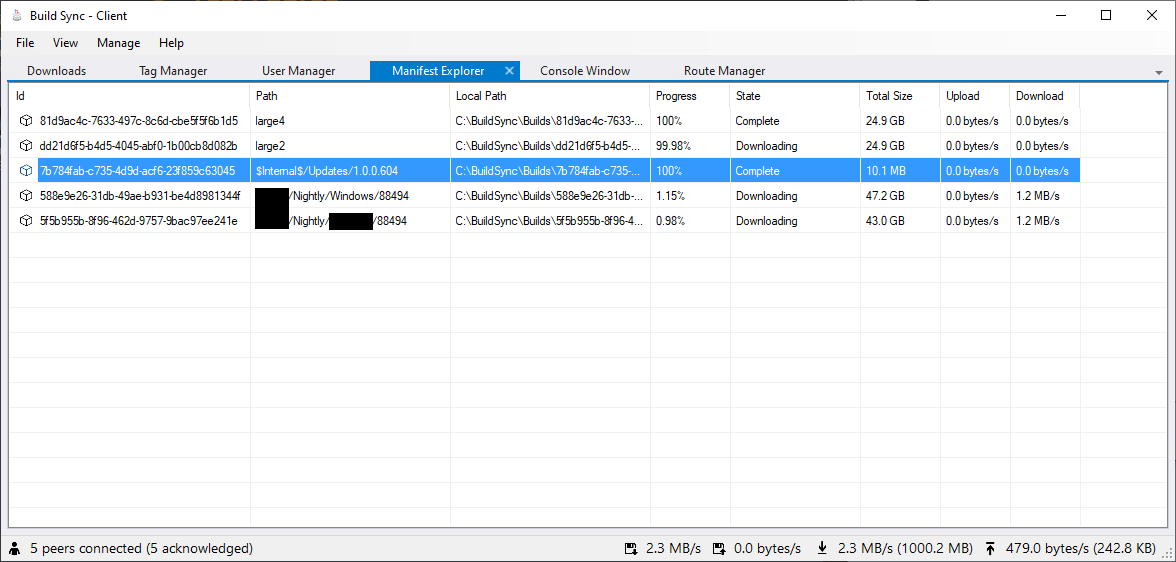 Build Sync - Client
File View Manage Help
Downloads Tag Manager User Manager Manifest Explorer Console Window Route Manager
Id Path Local Path Progress State Total Size Upload Download
81d9ac4c-7633-497c-8c6d-cbe5f5f6b1d5 large4 C:\BuildSync\Builds\81d9ac4c-7633-... 100% Complete 24.9 GB 0.0 bytes/s 0.0 bytes/s
dd21d6f5-b4d5-4045-abf0-1b00cb8d082b large2 C:\BuildSync\Builds\dd21d6f5-b4d5-... 99.98% Downloading 24.9 GB 0.0 bytes/s 0.0 bytes/s
7b784fab-c735-4d9d-acf6-23f859c63045 $Internal$/Updates/1.0.0.604 C:\BuildSync\Builds\7b784fab-c735-... 100% Complete 10.1 MB 0.0 bytes/s 0.0 bytes/s
588e9e26-31db-49ae-b931-be4d8981344f /Nightly/Windows/88494 C:\BuildSync\Builds\588e9e26-31db-... 1.15% Downloading 47.2 GB 0.0 bytes/s 1.2 MB/s
5f5b955b-8f96-462d-9757-9bac97ee241e /Nightly/ /88494 C:\BuildSync\Builds\5f5b955b-8f96-4... 0.98% Downloading 43.0 GB 0.0 bytes/s 1.2 MB/s
5 peers connected (5 acknowledged) 2.3 MB/s 0.0 bytes/s 2.3 MB/s (1000.2 MB) 479.0 bytes/s (242.8 KB)